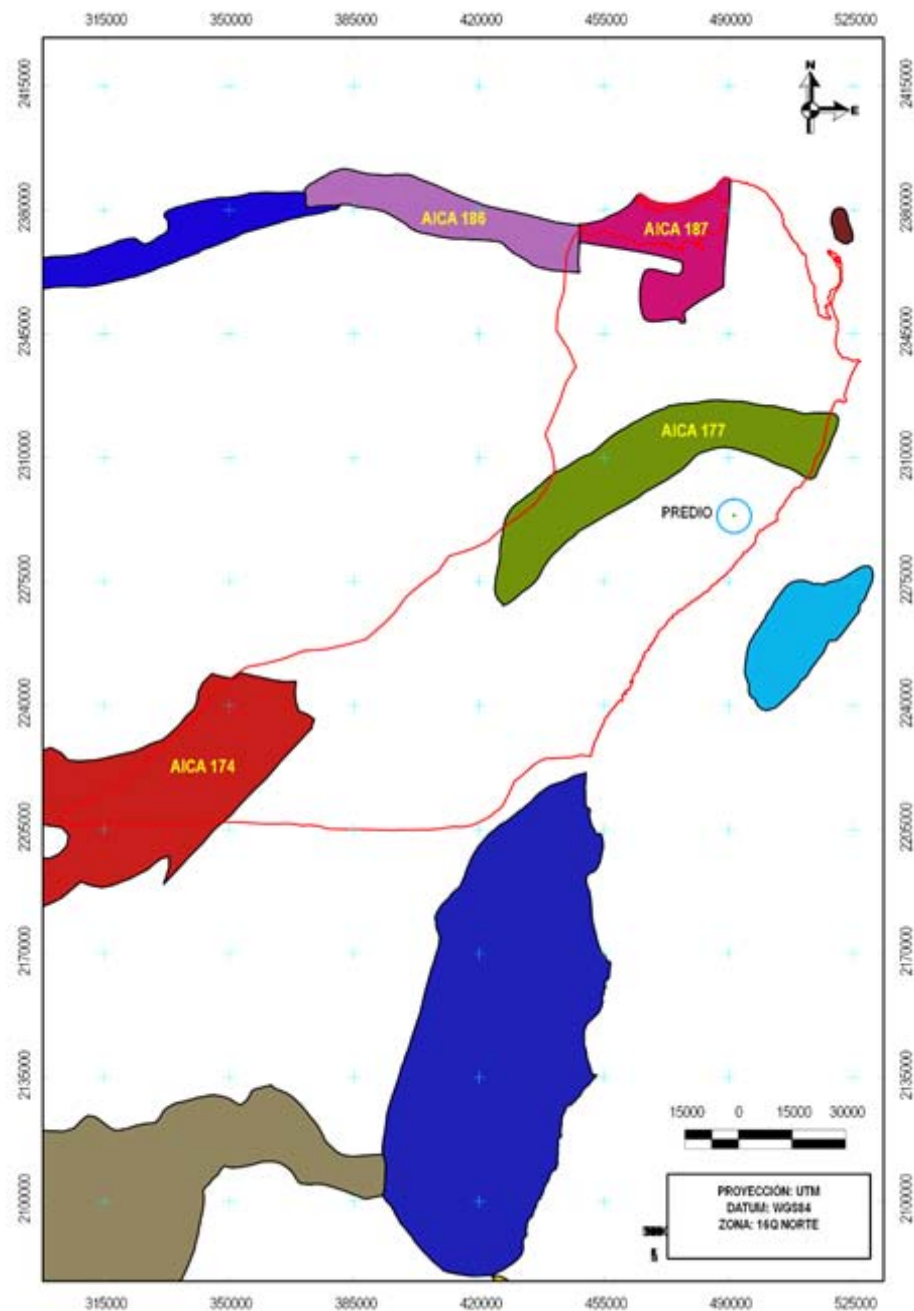 315000 350000 385000 420000 455000 490000 525000
2415000
N
E
2380000
AICA 186
AICA 187
2345000
AICA 177
2310000
PREDIO
2275000
2240000
AICA 174
2205000
2170000
2135000
15000 0 15000 30000
2100000
PROYECCIÓN: UTM
DATUM: WGS84
ZONA: 16Q NORTE
315000 350000 385000 420000 455000 490000 525000
2415000
2380000
2345000
2310000
2275000
2240000
2205000
2170000
2135000
2100000